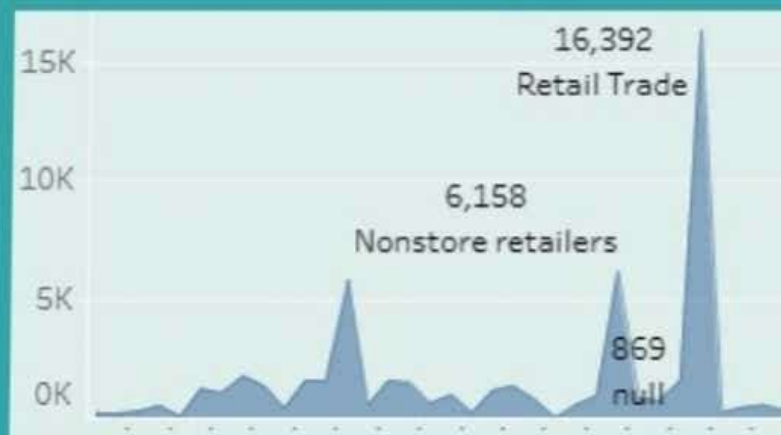 16,392
Retail Trade
6,158
Nonstore retailers
869
null
15K
10K
5K
0K